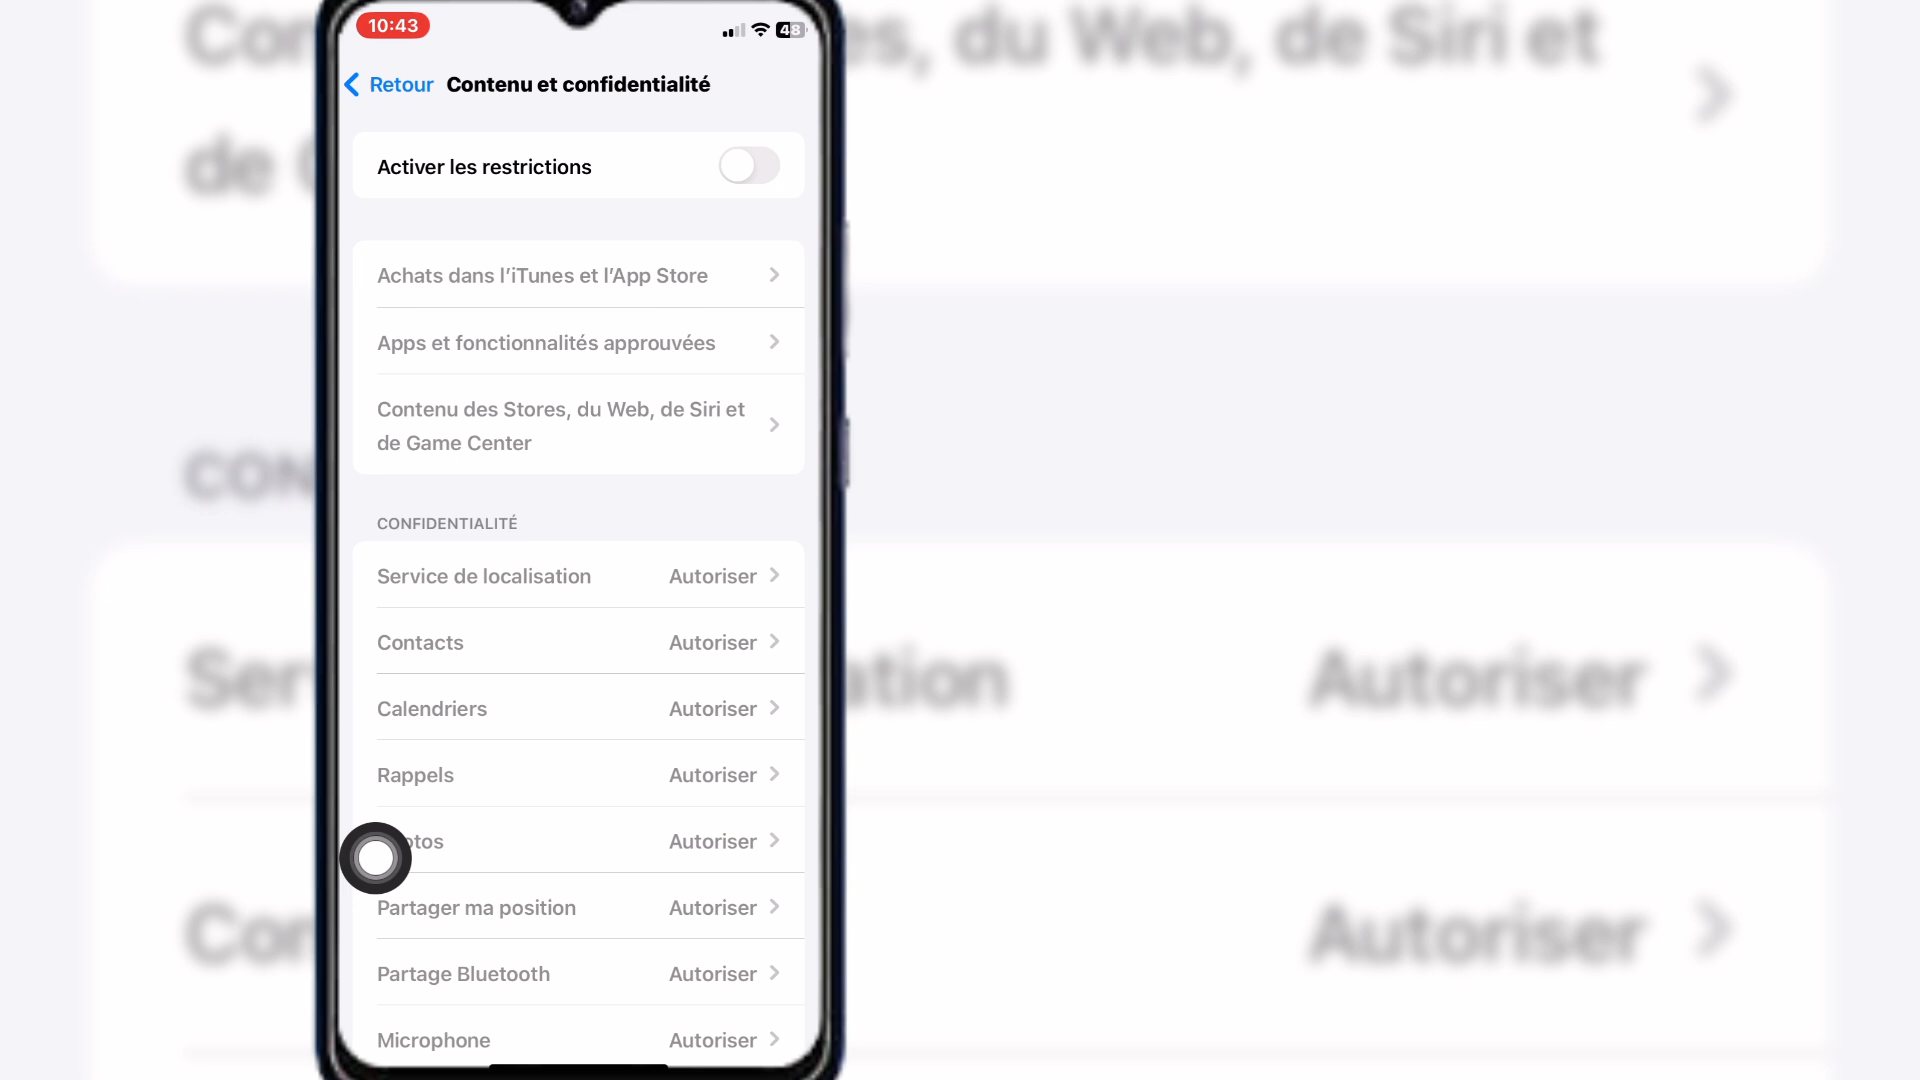 10:43
48
Retour Contenu et confidentialité
Activer les restrictions
Achats dans l’iTunes et l’App Store
Apps et fonctionnalités approuvées
Contenu des Stores, du Web, de Siri et
de Game Center
CONFIDENTIALITÉ
Service de localisation Autoriser
Contacts Autoriser
Calendriers Autoriser
Rappels Autoriser
otos Autoriser
Partager ma position Autoriser
Partage Bluetooth Autoriser
Microphone Autoriser
es, du Web, de Siri et
de
CON
Ser ation Autoriser
Con Autoriser